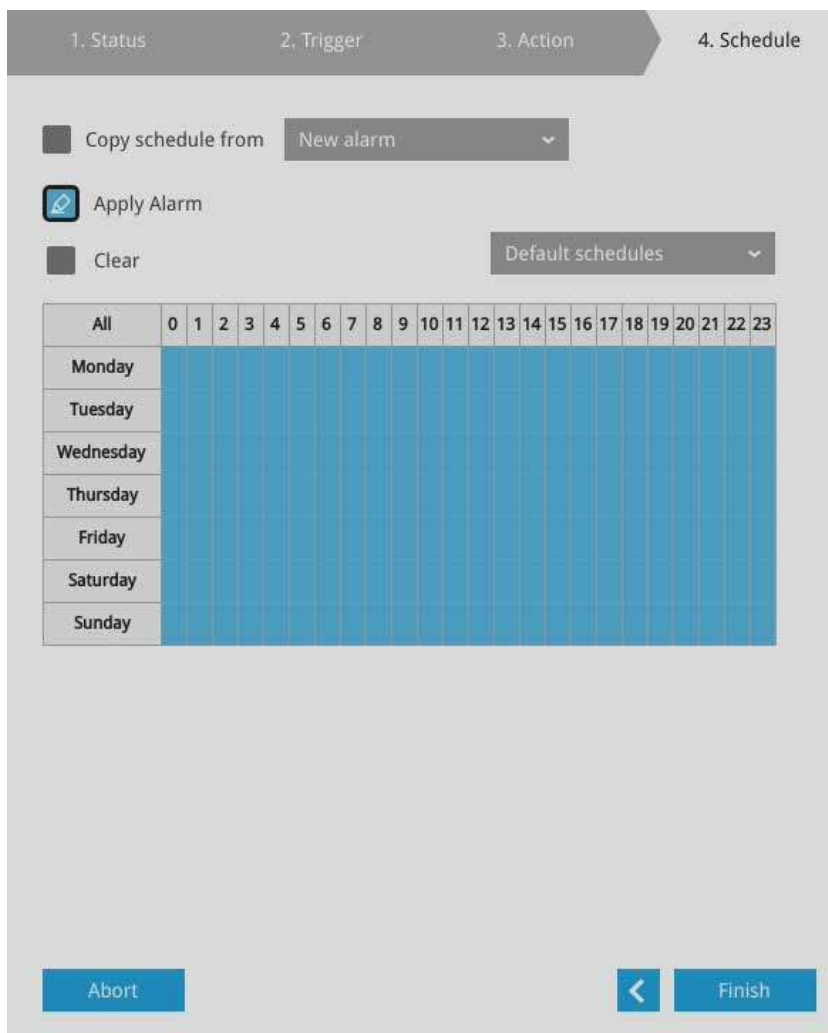 1. Status 2. Trigger 3. Action 4. Schedule
Copy schedule from New alarm
Apply Alarm
Clear Default schedules
All 0 1 2 3 4 5 6 7 8 9 10 11 12 13 14 15 16 17 18 19 20 21 22 23
Monday
Tuesday
Wednesday
Thursday
Friday
Saturday
Sunday
Abort Finish